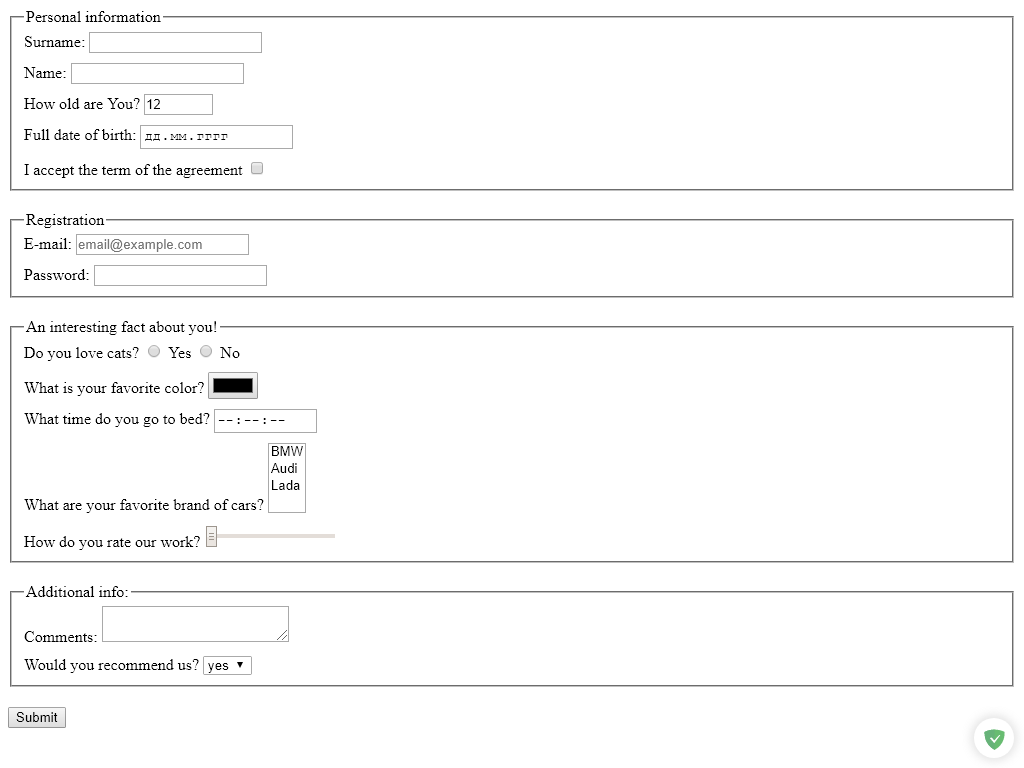 Personal information
Surname:
Name:
How old are You? 12
Full date of birth: дд.мм.гггг
I accept the term of the agreement
Registration
E-mail: email@example.com
Password:
An interesting fact about you!
Do you love cats? Yes No
What is your favorite color?
What time do you go to bed? --:--:--
BMW
Audi
Lada
What are your favorite brand of cars?
How do you rate our work?
Additional info:
Comments:
Would you recommend us? yes
Submit